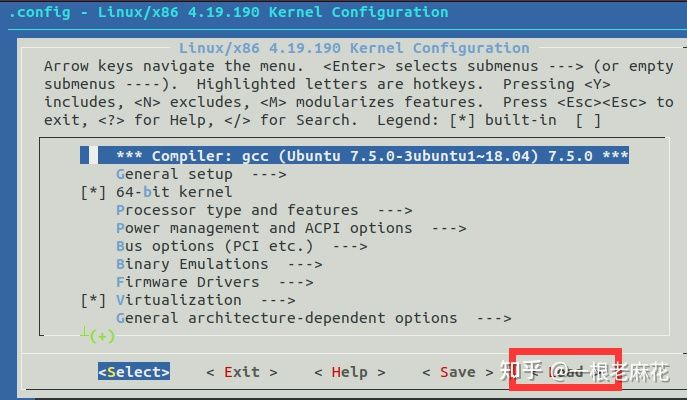 .config - Linux/x86 4.19.190 Kernel Configuration
Linux/x86 4.19.190 Kernel Configuration
Arrow keys navigate the menu.  <Enter> selects submenus ---> (or empty
submenus ----).  Highlighted letters are hotkeys.  Pressing <Y>
includes, <N> excludes, <M> modularizes features.  Press <Esc><Esc> to
exit, <?> for Help, </> for Search.  Legend: [*] built-in  [ ]
*** Compiler: gcc (Ubuntu 7.5.0-3ubuntu1~18.04) 7.5.0 ***
General setup  --->
[*] 64-bit kernel
Processor type and features  --->
Power management and ACPI options  --->
Bus options (PCI etc.)  --->
Binary Emulations  --->
Firmware Drivers  --->
[*] Virtualization  --->
General architecture-dependent options  --->
┴(+)
<Select>    < Exit >    < Help >    < Save >    < Load >
知乎 @一根老麻花